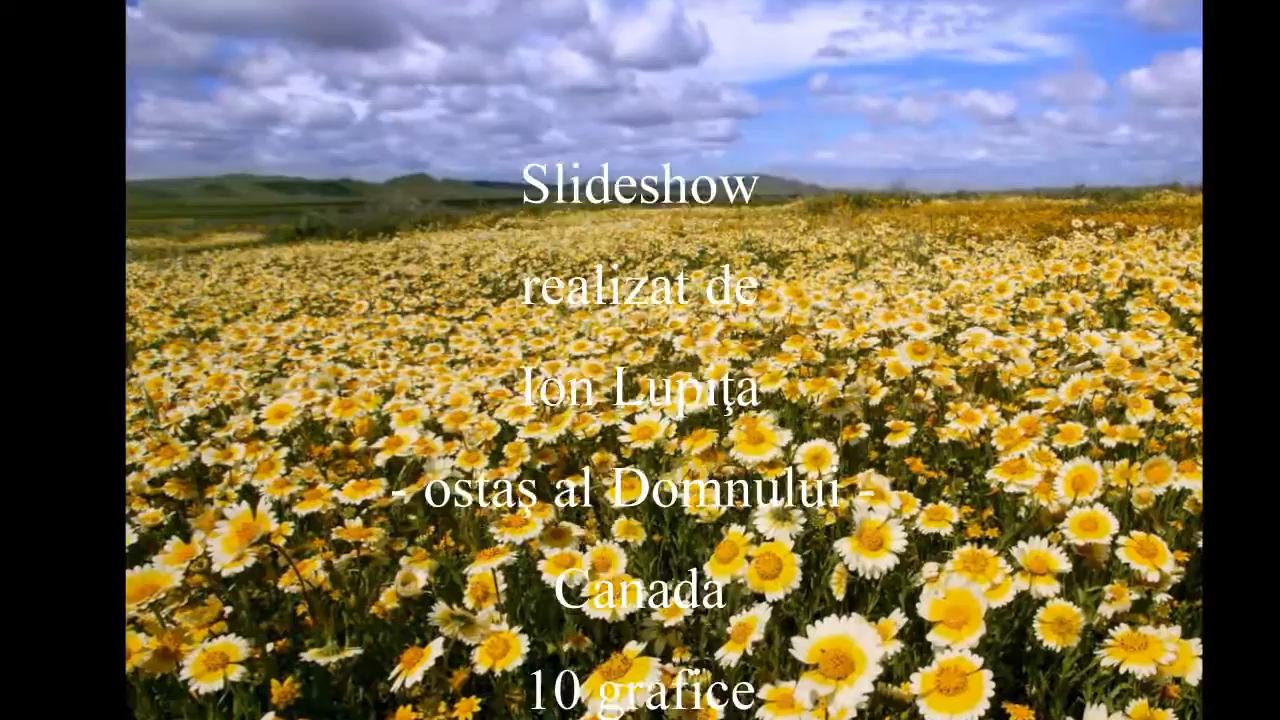 Slideshow
realizat de
Ion Lupiţa
- ostaş al Domnului -
Canada
10 grafice